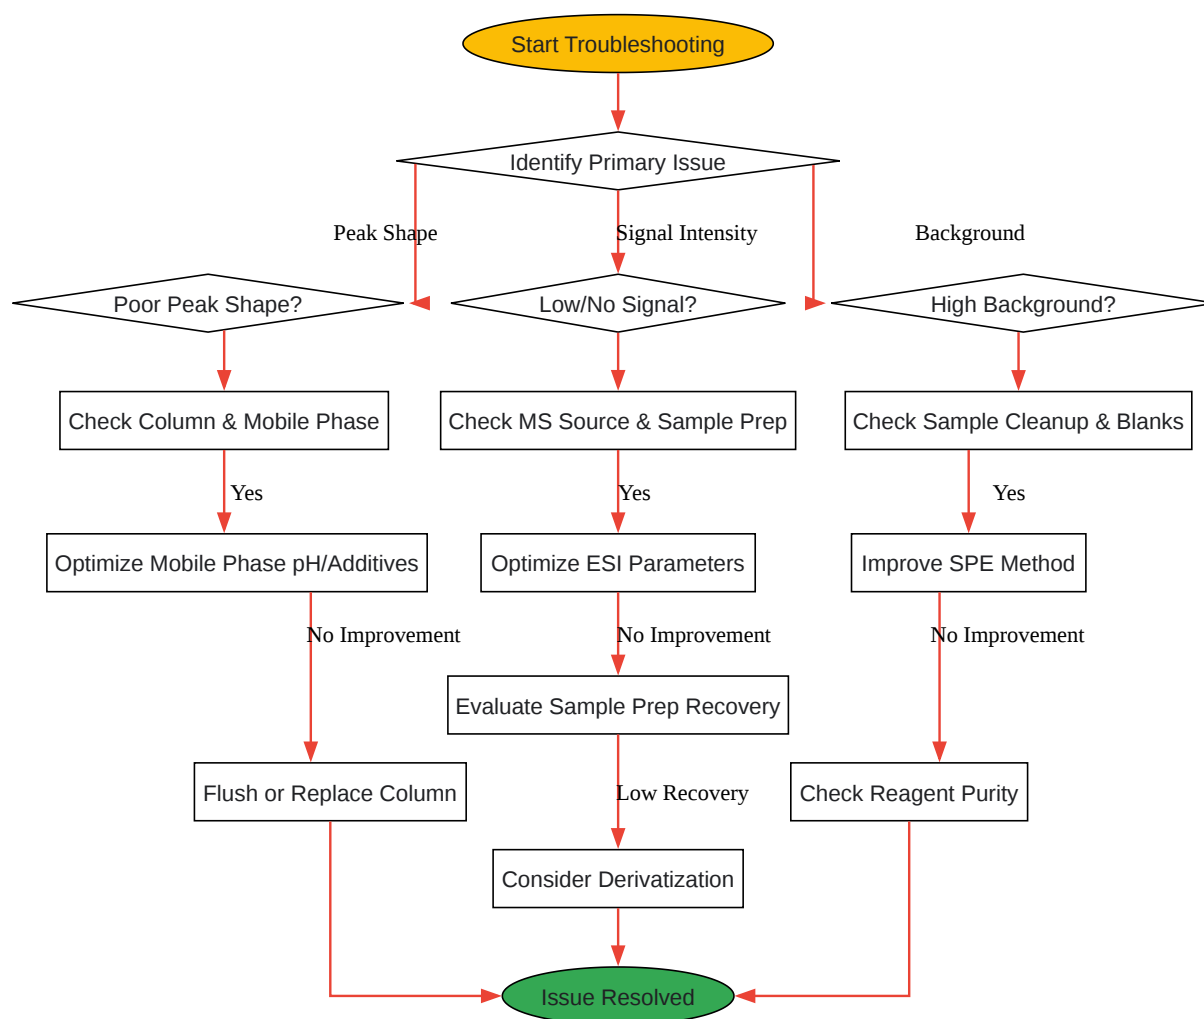 Start Troubleshooting
Identify Primary Issue
Peak Shape
Signal Intensity
Background
Poor Peak Shape?
Low/No Signal?
High Background?
Check Column & Mobile Phase
Check MS Source & Sample Prep
Check Sample Cleanup & Blanks
Yes
Yes
Yes
Optimize Mobile Phase pH/Additives
Optimize ESI Parameters
Improve SPE Method
No Improvement
No Improvement
No Improvement
Evaluate Sample Prep Recovery
Flush or Replace Column
Low Recovery
Check Reagent Purity
Consider Derivatization
Issue Resolved